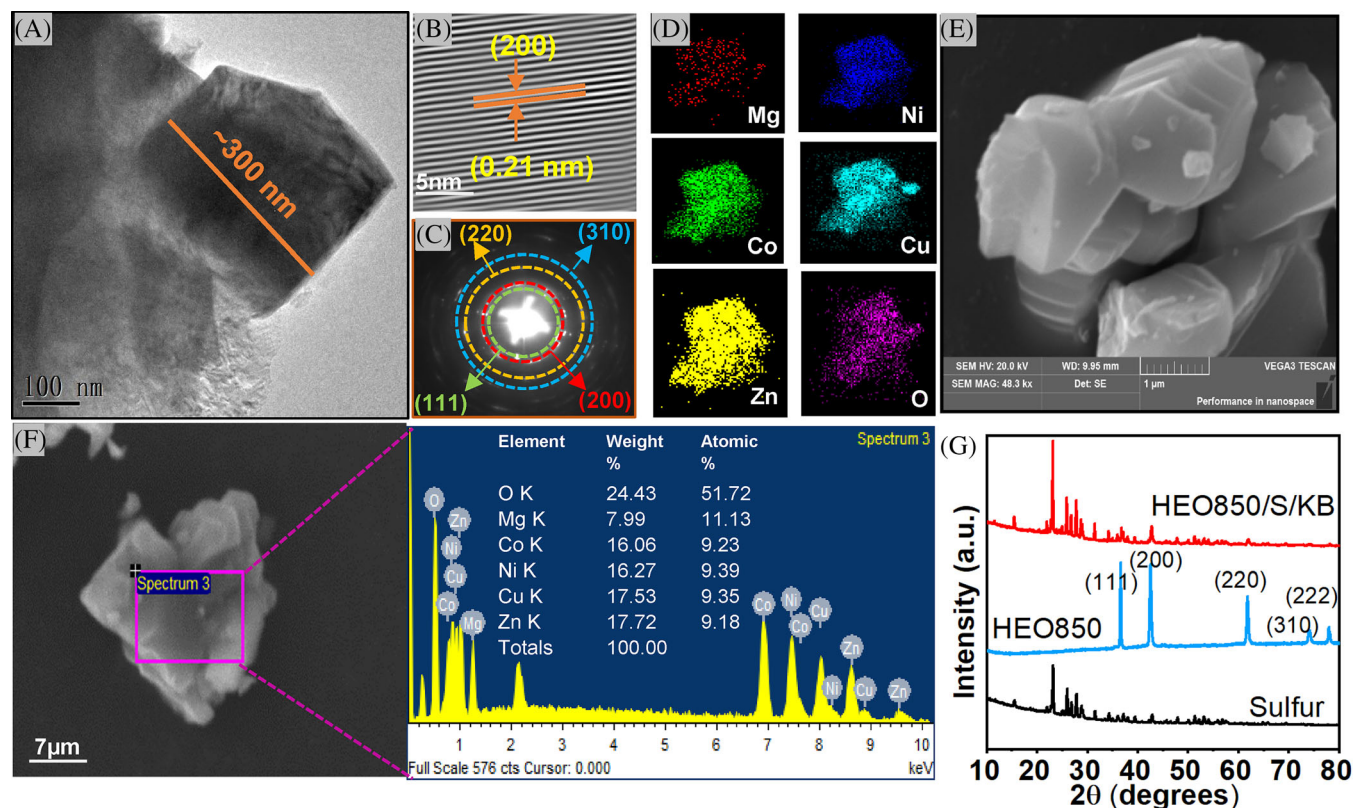 (A)
~300 nm
100 nm
(B)
(200)
(0.21 nm)
5nm
(C)
(220)
(310)
(111)
(200)
(D)
Mg
Ni
Co
Cu
Zn
O
(E)
SEM HV: 20.0 kV WD: 9.95 mm VEGA3 TESCAN
SEM MAG: 48.3 kx Det: SE 1 µm
Performance in nanospace
(F)
Spectrum 3
7µm
Spectrum 3
Element Weight Atomic
% %
O K 24.43 51.72
Mg K 7.99 11.13
Co K 16.06 9.23
Ni K 16.27 9.39
Cu K 17.53 9.35
Zn K 17.72 9.18
Totals 100.00
O
Zn
Ni
Cu
Co
Mg
Co
Ni
Co
Cu
Zn
Ni
Cu
Zn
1 2 3 4 5 6 7 8 9 10
Full Scale 576 cts Cursor: 0.000 keV
(G)
Intensity (a.u.)
HEO850/S/KB
(111)
(200)
(220)
(222)
(310)
HEO850
Sulfur
10 20 30 40 50 60 70 80
2θ (degrees)